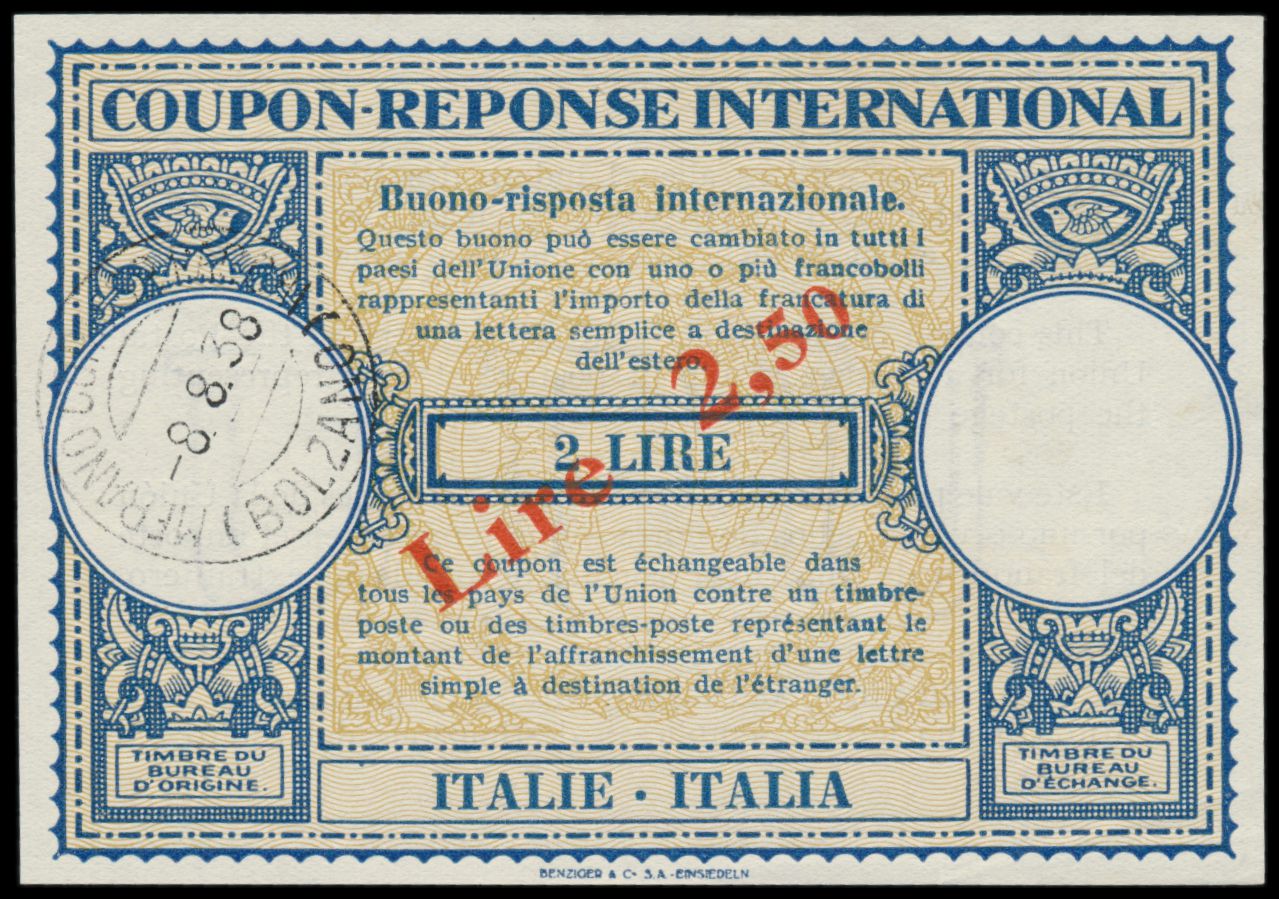 COUPON-REPONSE INTERNATIONAL
Buono-risposta internazionale.
Questo buono può essere cambiato in tutti i
paesi dell'Unione con uno o più francobolli
rappresentanti l'importo della francatura di
una lettera semplice a destinazione
dell'estero.
2 LIRE
Lire 2,50
Ce coupon est échangeable dans
tous les pays de l'Union contre un timbre-
poste ou des timbres-poste représentant le
montant de l'affranchissement d'une lettre
simple à destination de l'étranger.
MERANO
(BOLZANO)
-8.8.38
TIMBRE DU
BUREAU
D'ORIGINE.
ITALIE · ITALIA
TIMBRE DU
BUREAU
D'ÉCHANGE.
BENZIGER & Co S.A.-EINSIEDELN